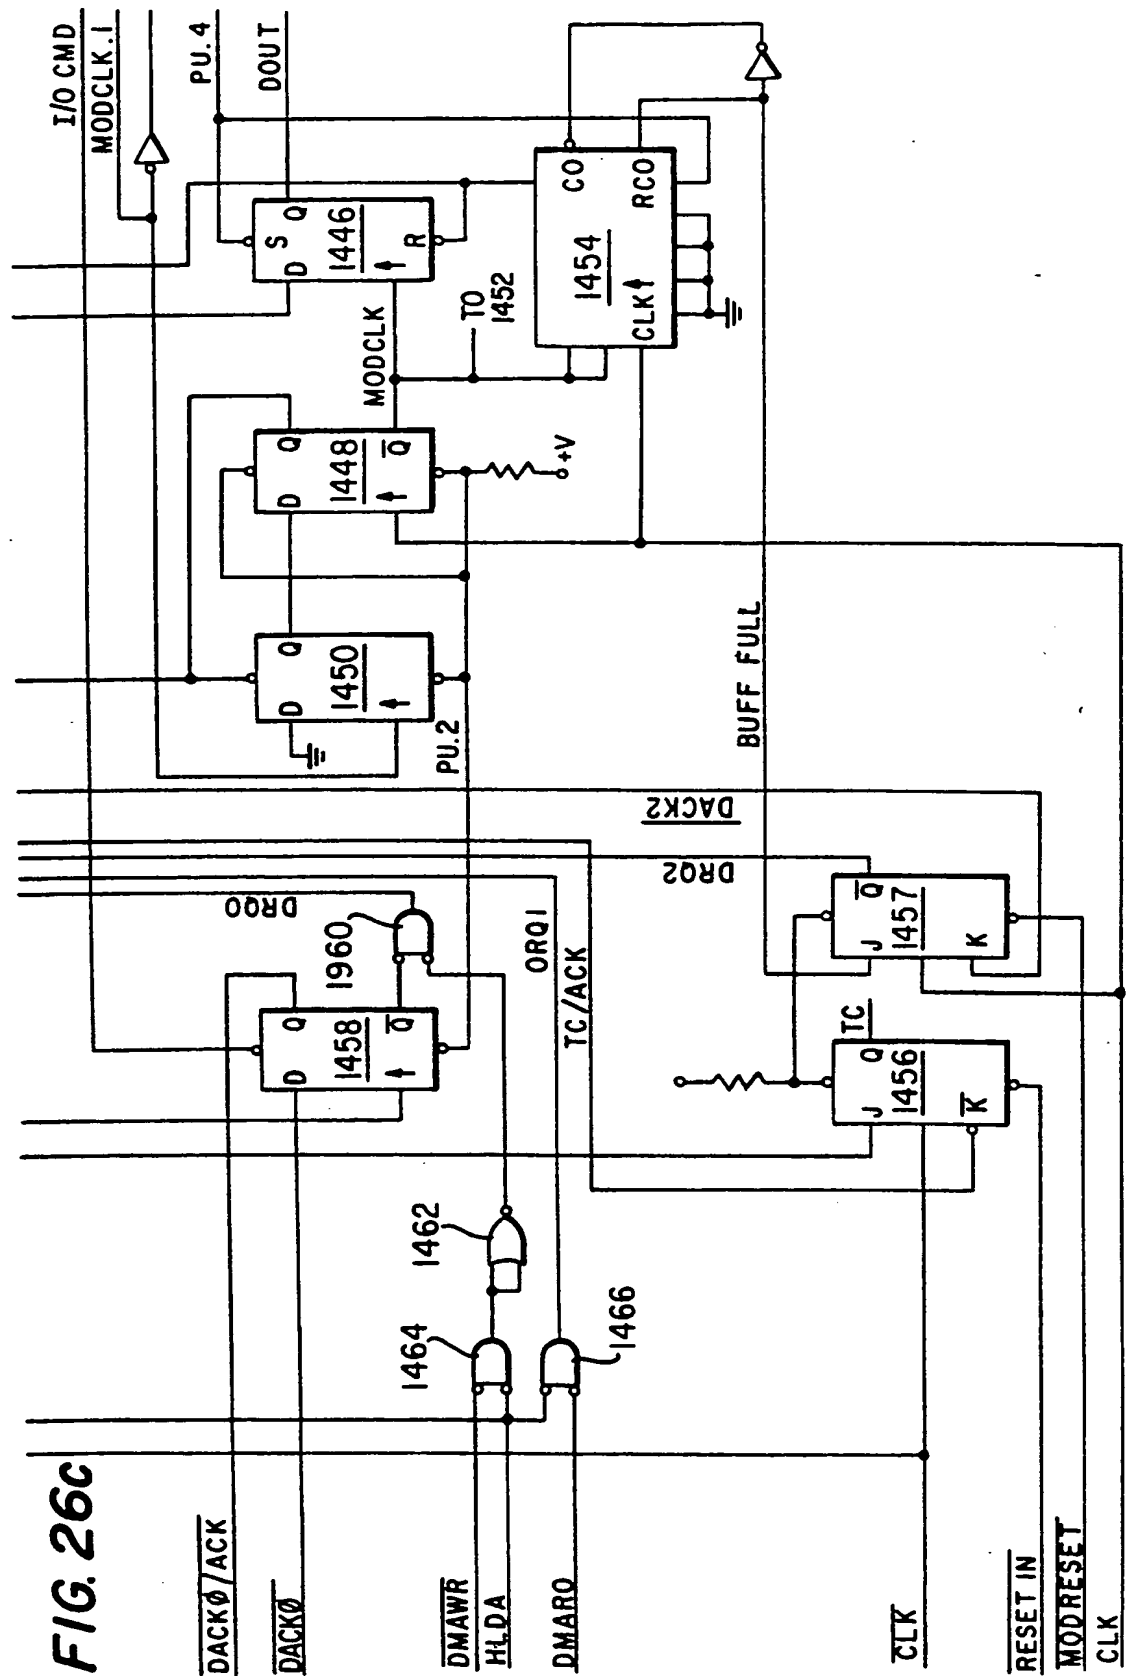 FIG. 26C
I/O CMD
MODCLK.1
PU.4
DOUT
S
D
Q
1446
R
MODCLK
TO
1452
CO
RCO
1454
CLK1
Q
D
1448
Q
+V
Q
D
1450
PU.2
BUFF FULL
DACK2
DRQ2
DRQ0
1960
ORQ1
TC/ACK
Q
D
1458
Q
Q
J
1457
K
TC
Q
J
1456
K
1462
1464
1466
DACKØ/ACK
DACKØ
DMAWR
HLDA
DMARO
CLK
RESET IN
MODRESET
CLK